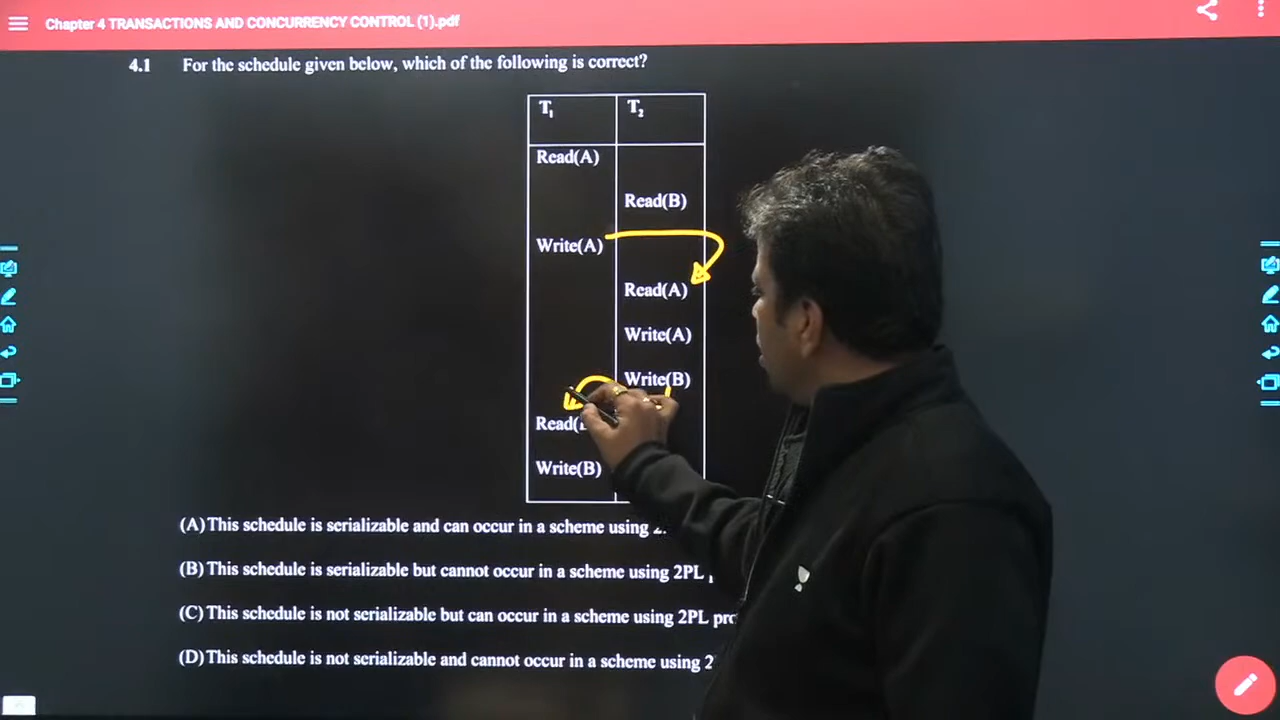 Chapter 4 TRANSACTIONS AND CONCURRENCY CONTROL (1).pdf
4.1 For the schedule given below, which of the following is correct?
T₁ T₂
Read(A)
Read(B)
Write(A)
Read(A)
Write(A)
Write(B)
Write(B)
(A) This schedule is serializable and can occur in a scheme using
(B) This schedule is serializable but cannot occur in a scheme using 2PL
(C) This schedule is not serializable but can occur in a scheme using 2PL
(D) This schedule is not serializable and cannot occur in a scheme using